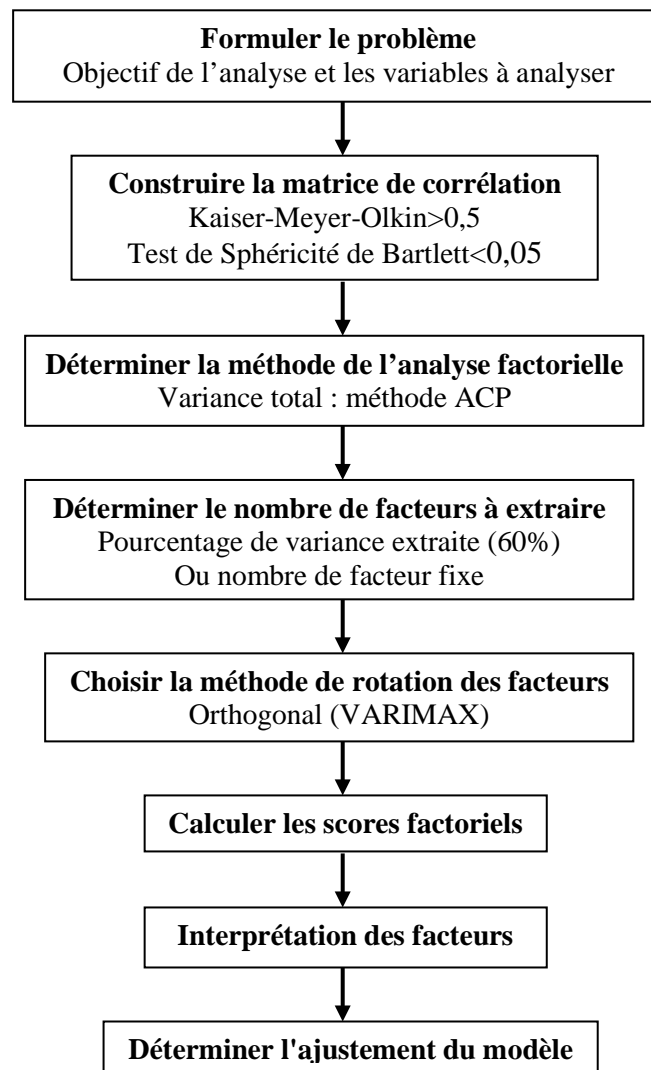 Formuler le problème
Objectif de l’analyse et les variables à analyser
Construire la matrice de corrélation
Kaiser-Meyer-Olkin>0,5
Test de Sphéricité de Bartlett<0,05
Déterminer la méthode de l’analyse factorielle
Variance total : méthode ACP
Déterminer le nombre de facteurs à extraire
Pourcentage de variance extraite (60%)
Ou nombre de facteur fixe
Choisir la méthode de rotation des facteurs
Orthogonal (VARIMAX)
Calculer les scores factoriels
Interprétation des facteurs
Déterminer l'ajustement du modèle